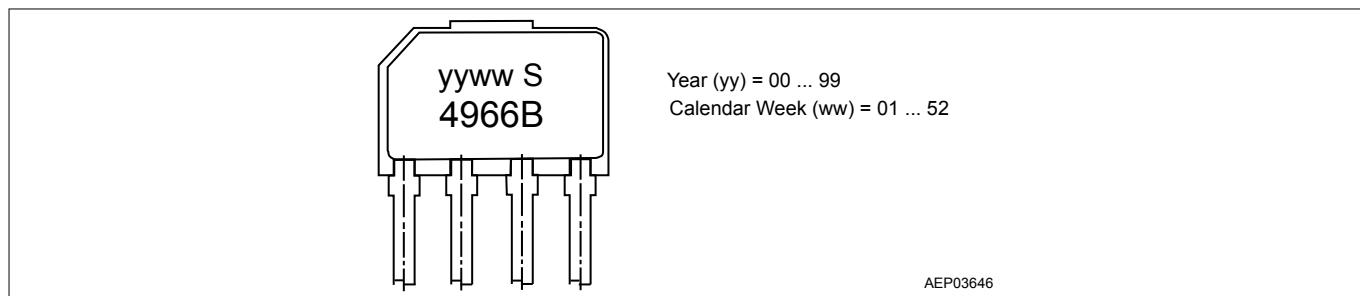 yyww S
4966B
Year (yy) = 00 ... 99
Calendar Week (ww) = 01 ... 52
AEP03646